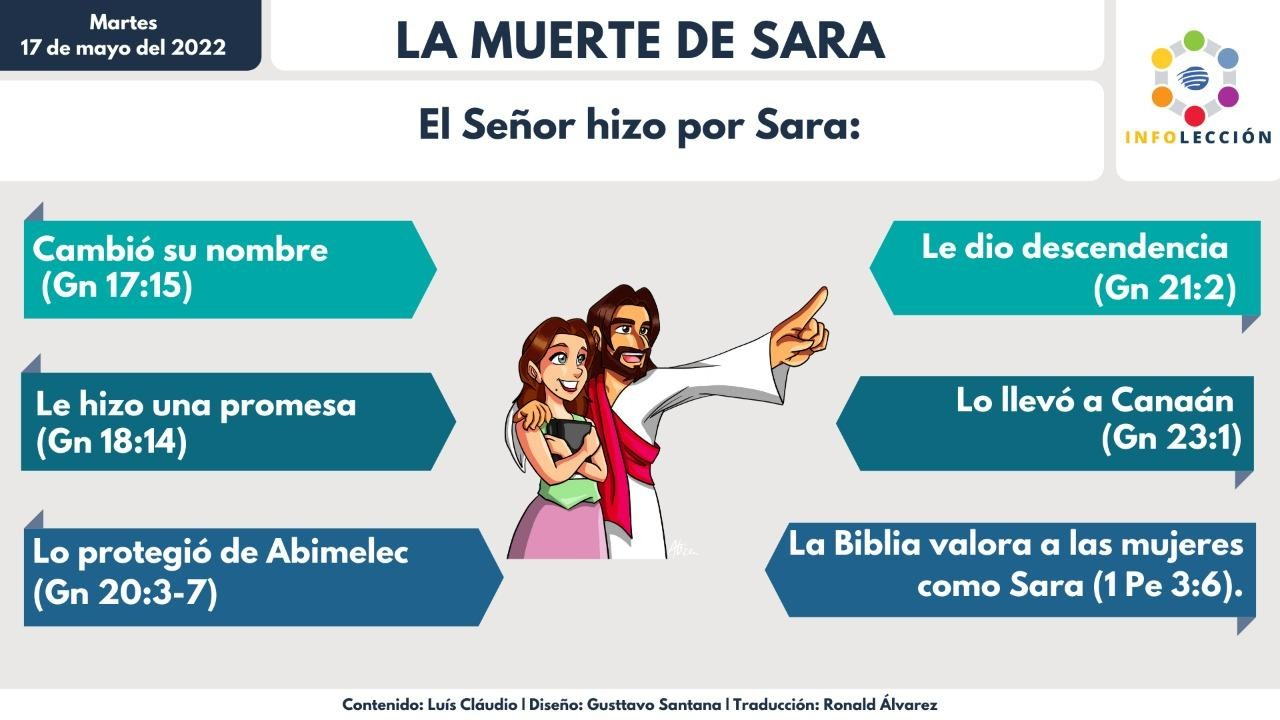 Martes
17 de mayo del 2022
LA MUERTE DE SARA
INFOLECCIÓN
El Señor hizo por Sara:
Cambió su nombre
(Gn 17:15)
Le hizo una promesa
(Gn 18:14)
Lo protegió de Abimelec
(Gn 20:3-7)
Le dio descendencia
(Gn 21:2)
Lo llevó a Canaán
(Gn 23:1)
La Biblia valora a las mujeres
como Sara (1 Pe 3:6).
Contenido: Luís Cláudio | Diseño: Gusttavo Santana | Traducción: Ronald Álvarez